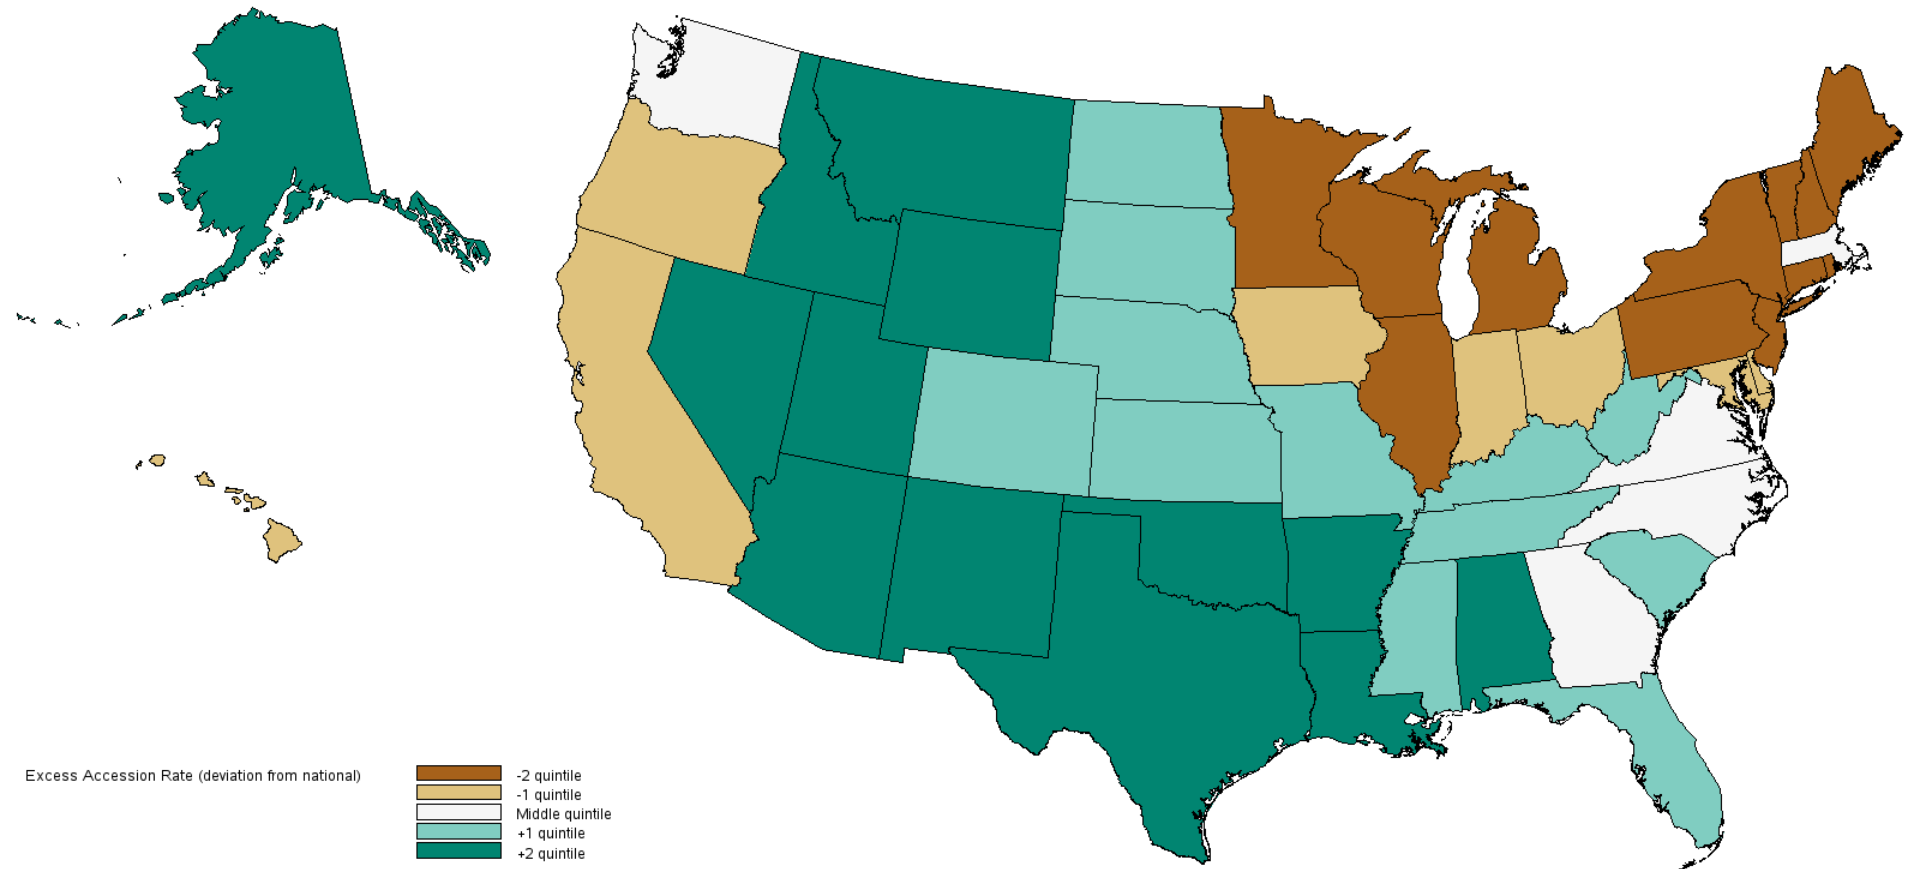 Excess Accession Rate (deviation from national)
-2 quintile
-1 quintile
Middle quintile
+1 quintile
+2 quintile